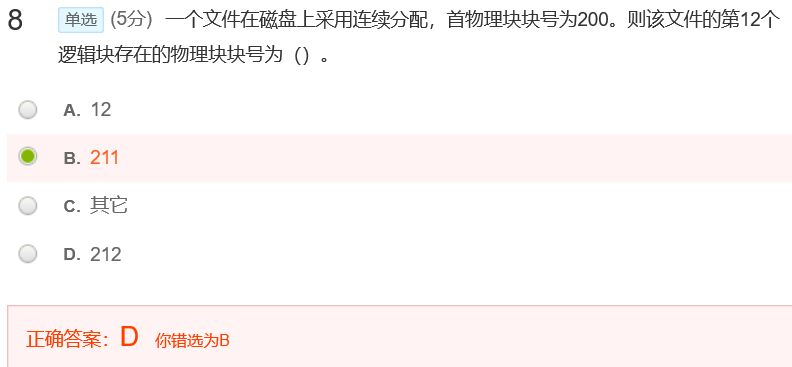 8 单选 (5分) 一个文件在磁盘上采用连续分配，首物理块块号为200。则该文件的第12个
逻辑块存在的物理块块号为（）。
A. 12
B. 211
C. 其它
D. 212
正确答案：D 你错选为B